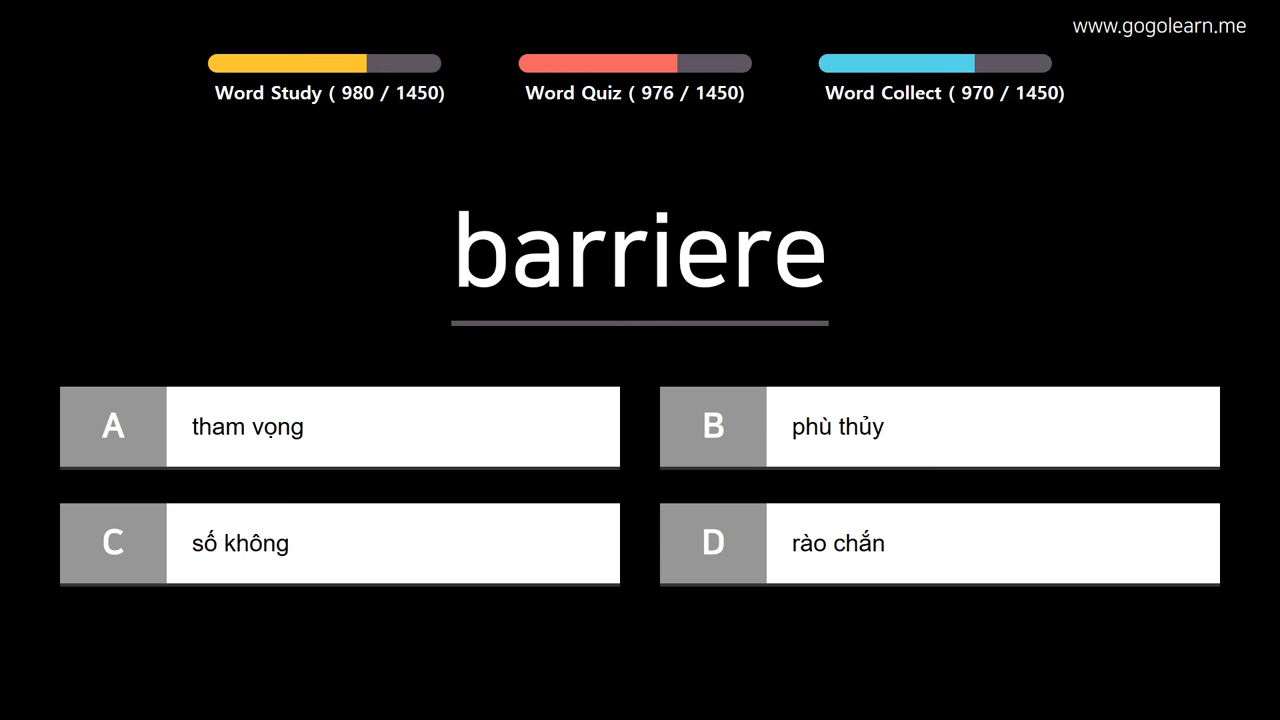 www.gogolearn.me
Word Study ( 980 / 1450)
Word Quiz ( 976 / 1450)
Word Collect ( 970 / 1450)
barriere
A tham vọng
B phù thủy
C số không
D rào chắn